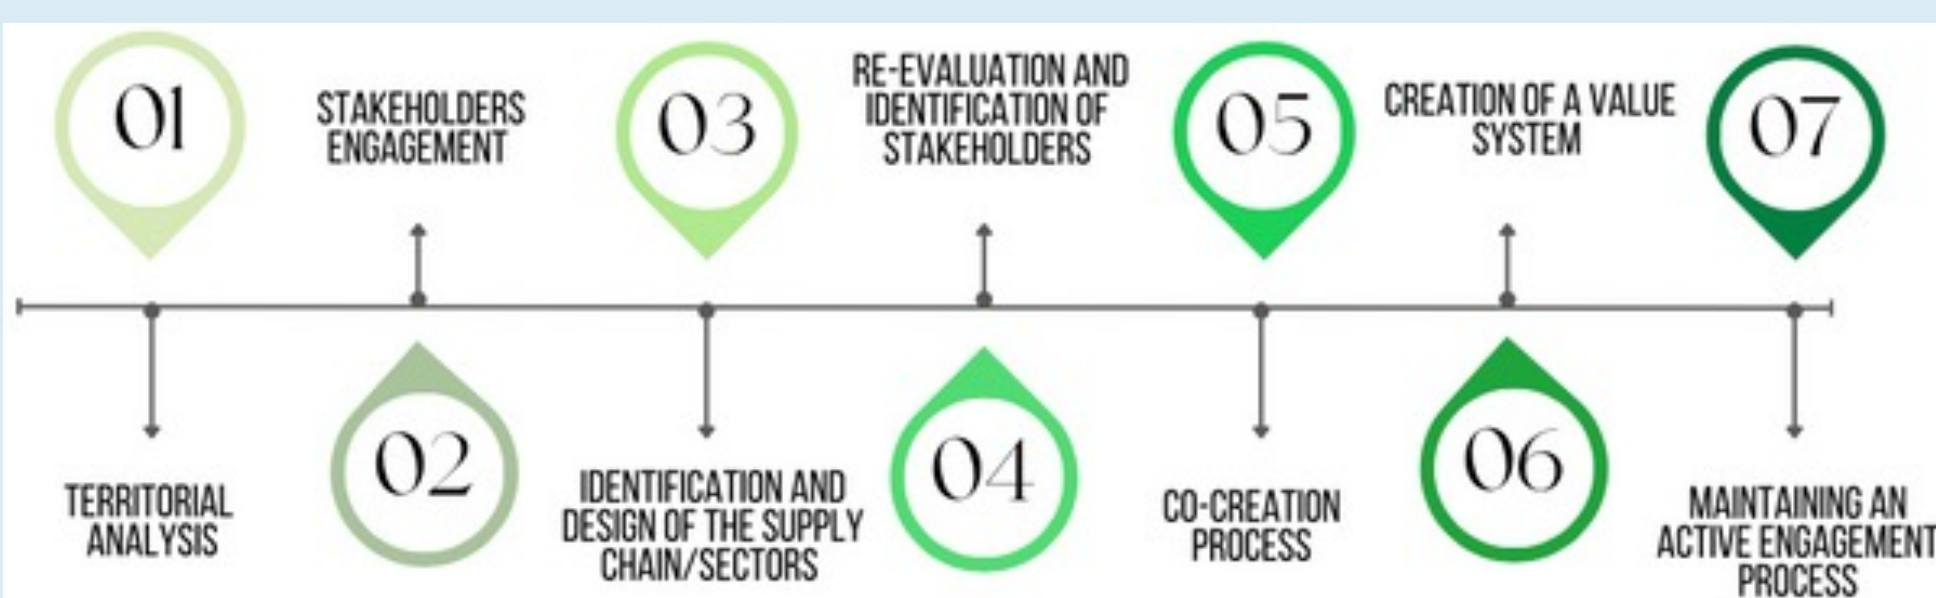 01
TERRITORIAL
ANALYSIS
STAKEHOLDERS
ENGAGEMENT
02
03
IDENTIFICATION AND
DESIGN OF THE SUPPLY
CHAIN/SECTORS
RE-EVALUATION AND
IDENTIFICATION OF
STAKEHOLDERS
04
05
CO-CREATION
PROCESS
CREATION OF A VALUE
SYSTEM
06
07
MAINTAINING AN
ACTIVE ENGAGEMENT
PROCESS